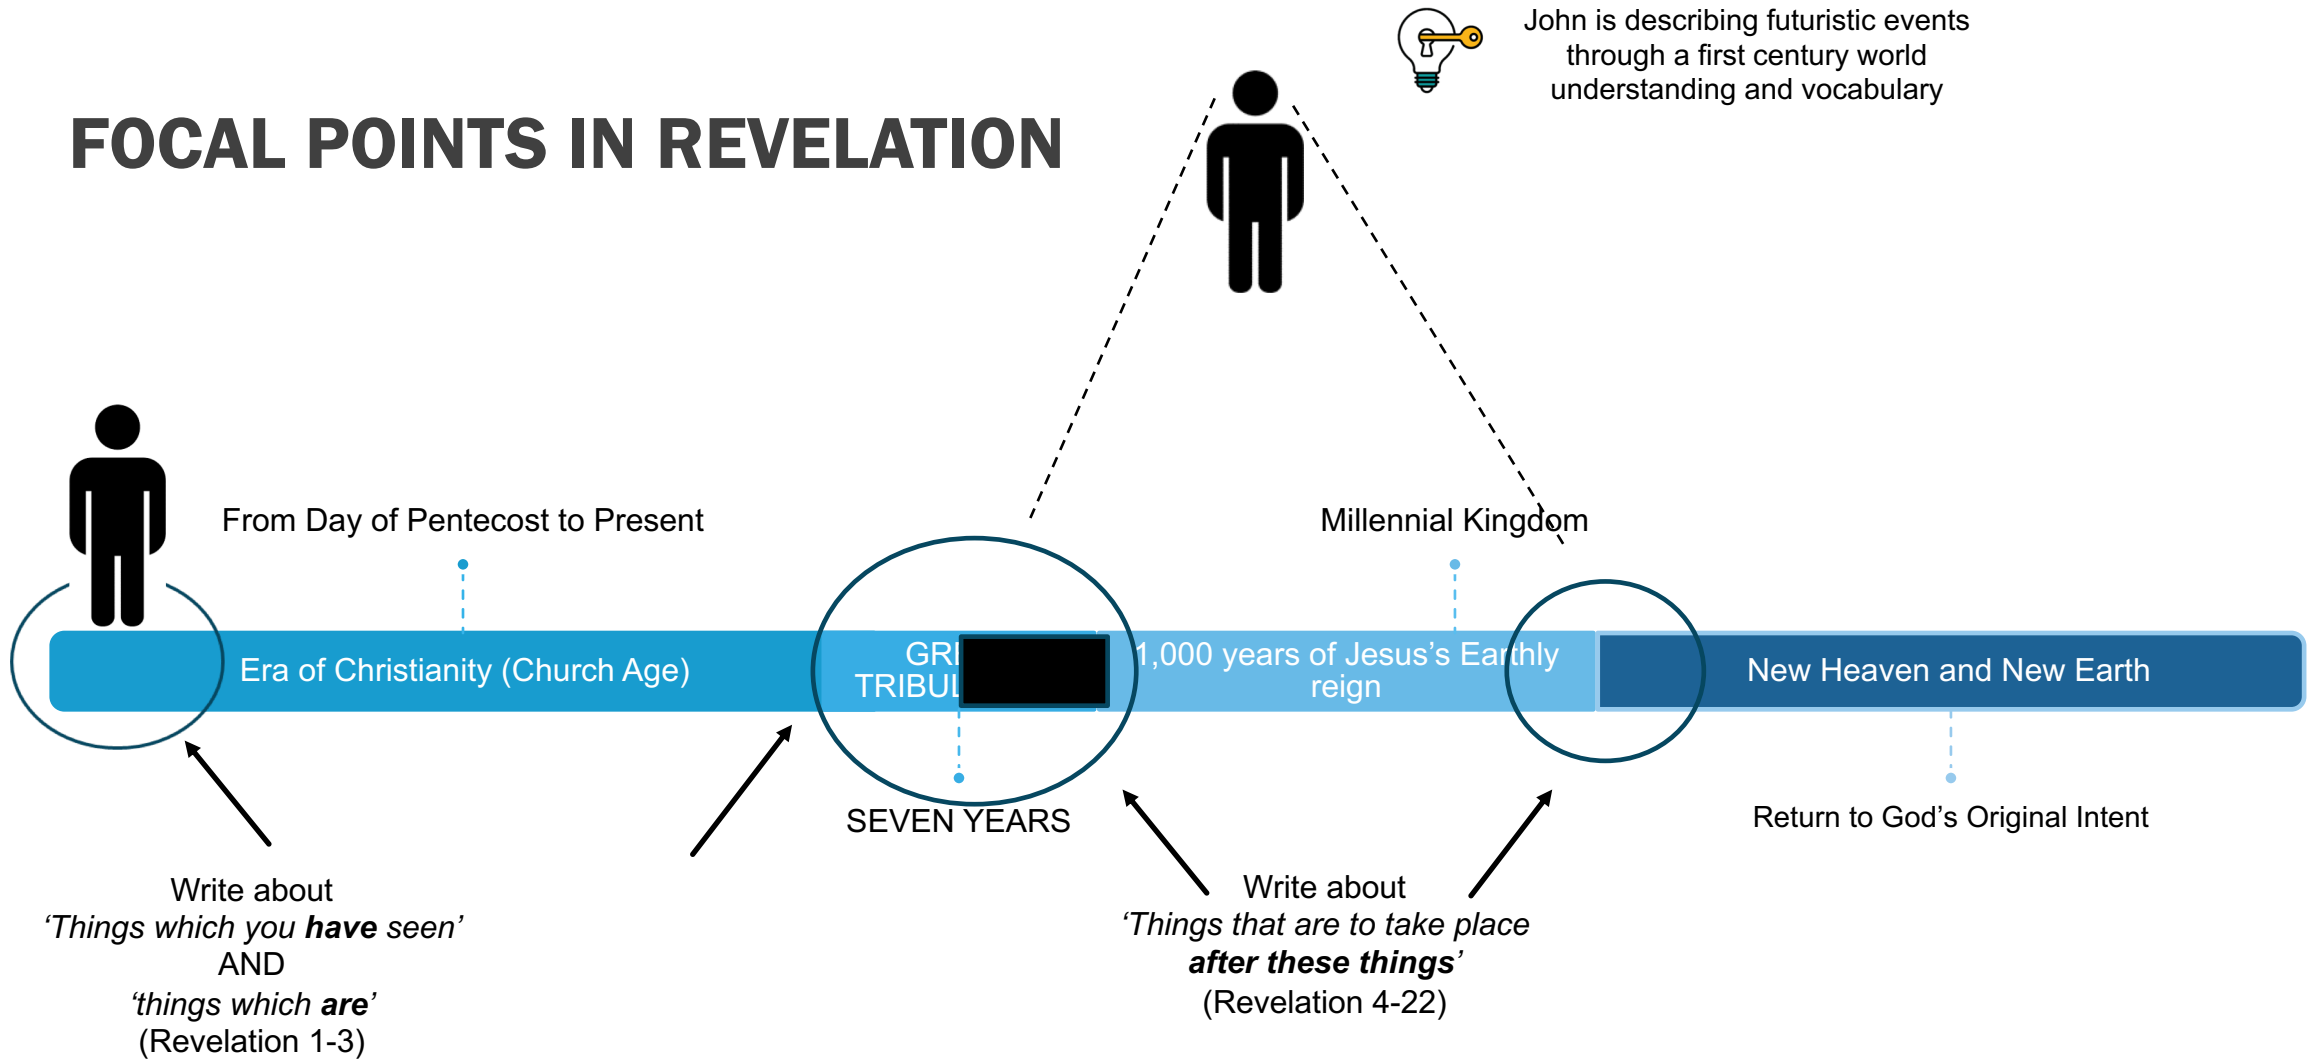 John is describing futuristic events
through a first century world
understanding and vocabulary
FOCAL POINTS IN REVELATION
From Day of Pentecost to Present
Millennial Kingdom
Era of Christianity (Church Age)
1,000 years of Jesus's Earthly
reign
New Heaven and New Earth
SEVEN YEARS
Return to God's Original Intent
Write about
‘Things which you have seen’
AND
‘things which are’
(Revelation 1-3)
Write about
‘Things that are to take place
after these things’
(Revelation 4-22)